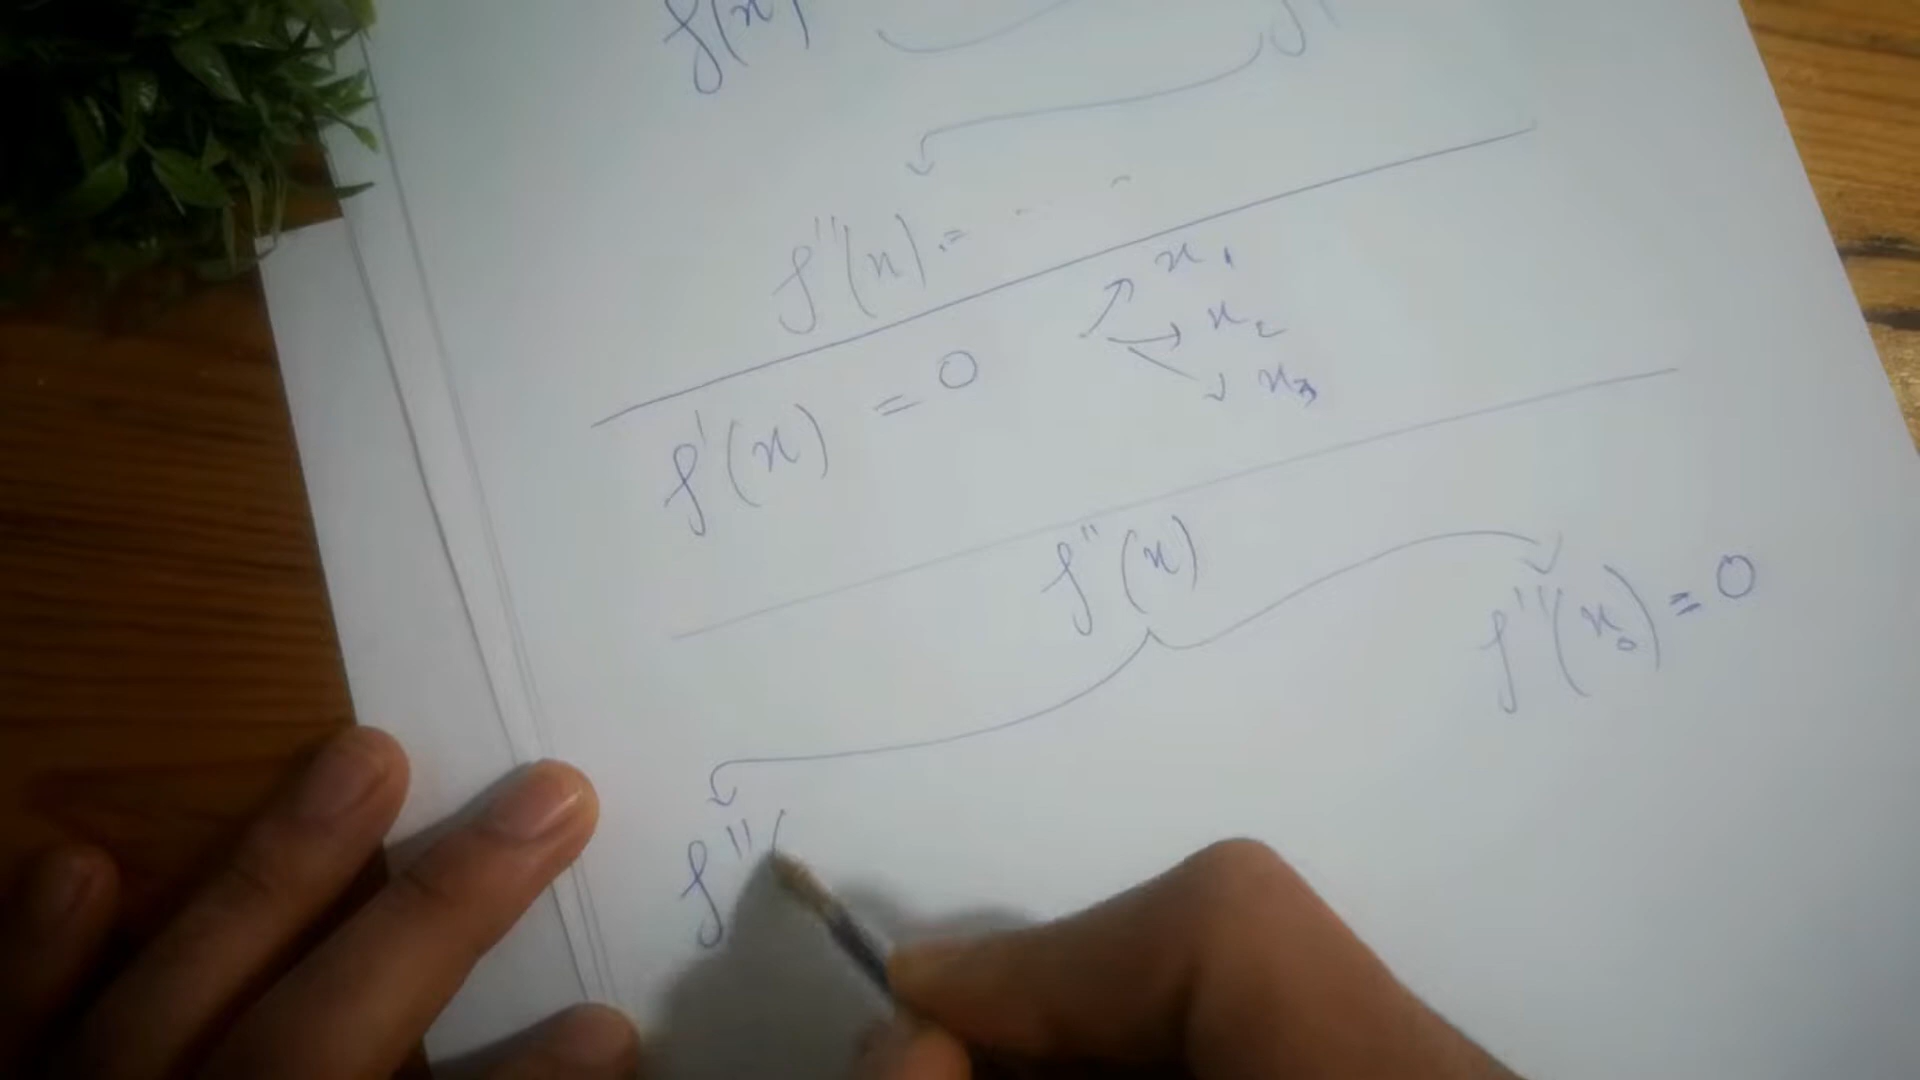 f(x)
f''(x) = - - -
x1
x2
f'(x) = 0
x3
f''(x)
f''(x0) = 0
f''(